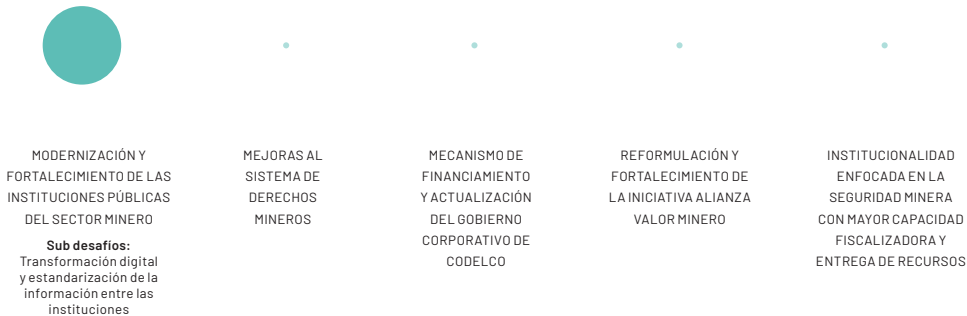 MODERNIZACIÓN Y
FORTALECIMIENTO DE LAS
INSTITUCIONES PÚBLICAS
DEL SECTOR MINERO
Sub desafíos:
Transformación digital
y estandarización de la
información entre las
instituciones
MEJORAS AL
SISTEMA DE
DERECHOS
MINEROS
MECANISMO DE
FINANCIAMIENTO
Y ACTUALIZACIÓN
DEL GOBIERNO
CORPORATIVO DE
CODELCO
REFORMULACIÓN Y
FORTALECIMIENTO DE
LA INICIATIVA ALIANZA
VALOR MINERO
INSTITUCIONALIDAD
ENFOCADA EN LA
SEGURIDAD MINERA
CON MAYOR CAPACIDAD
FISCALIZADORA Y
ENTREGA DE RECURSOS